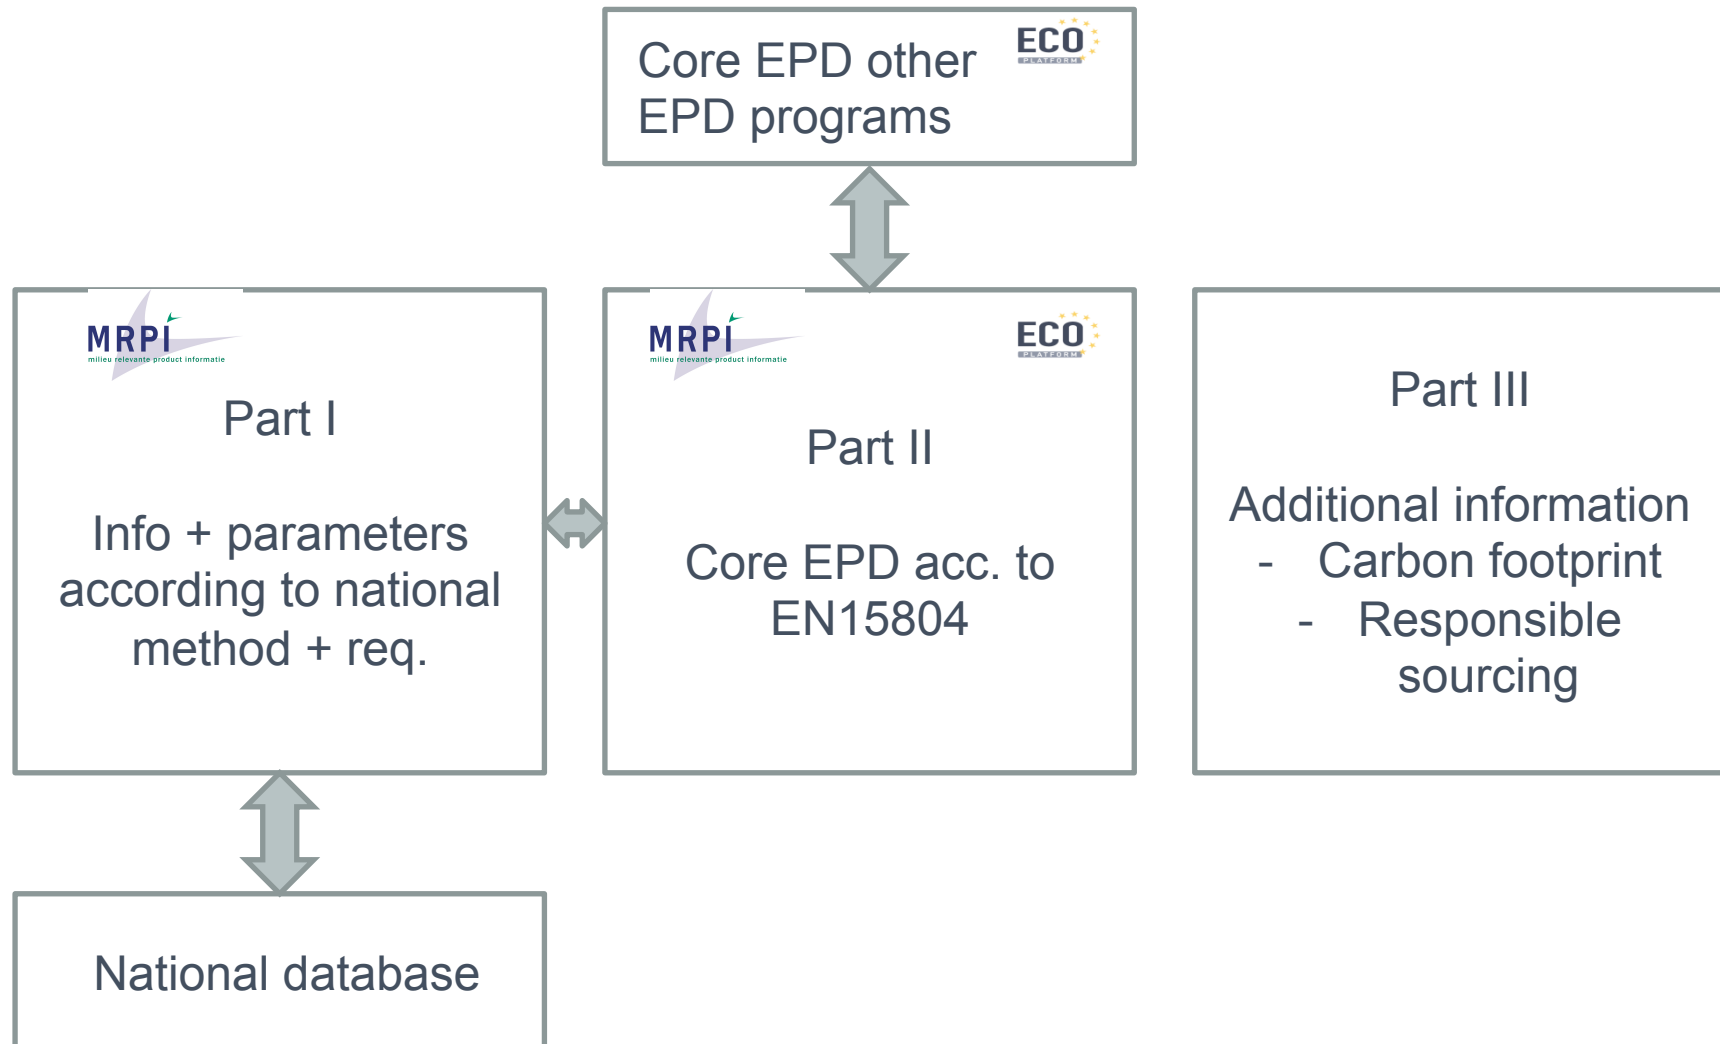 Core EPD other
EPD programs
ECO
PLATFORM
MRPI
milieu relevante product informatie
Part I
Info + parameters
according to national
method + req.
MRPI
milieu relevante product informatie
ECO
PLATFORM
Part II
Core EPD acc. to
EN15804
Part III
Additional information
- Carbon footprint
- Responsible
sourcing
National database